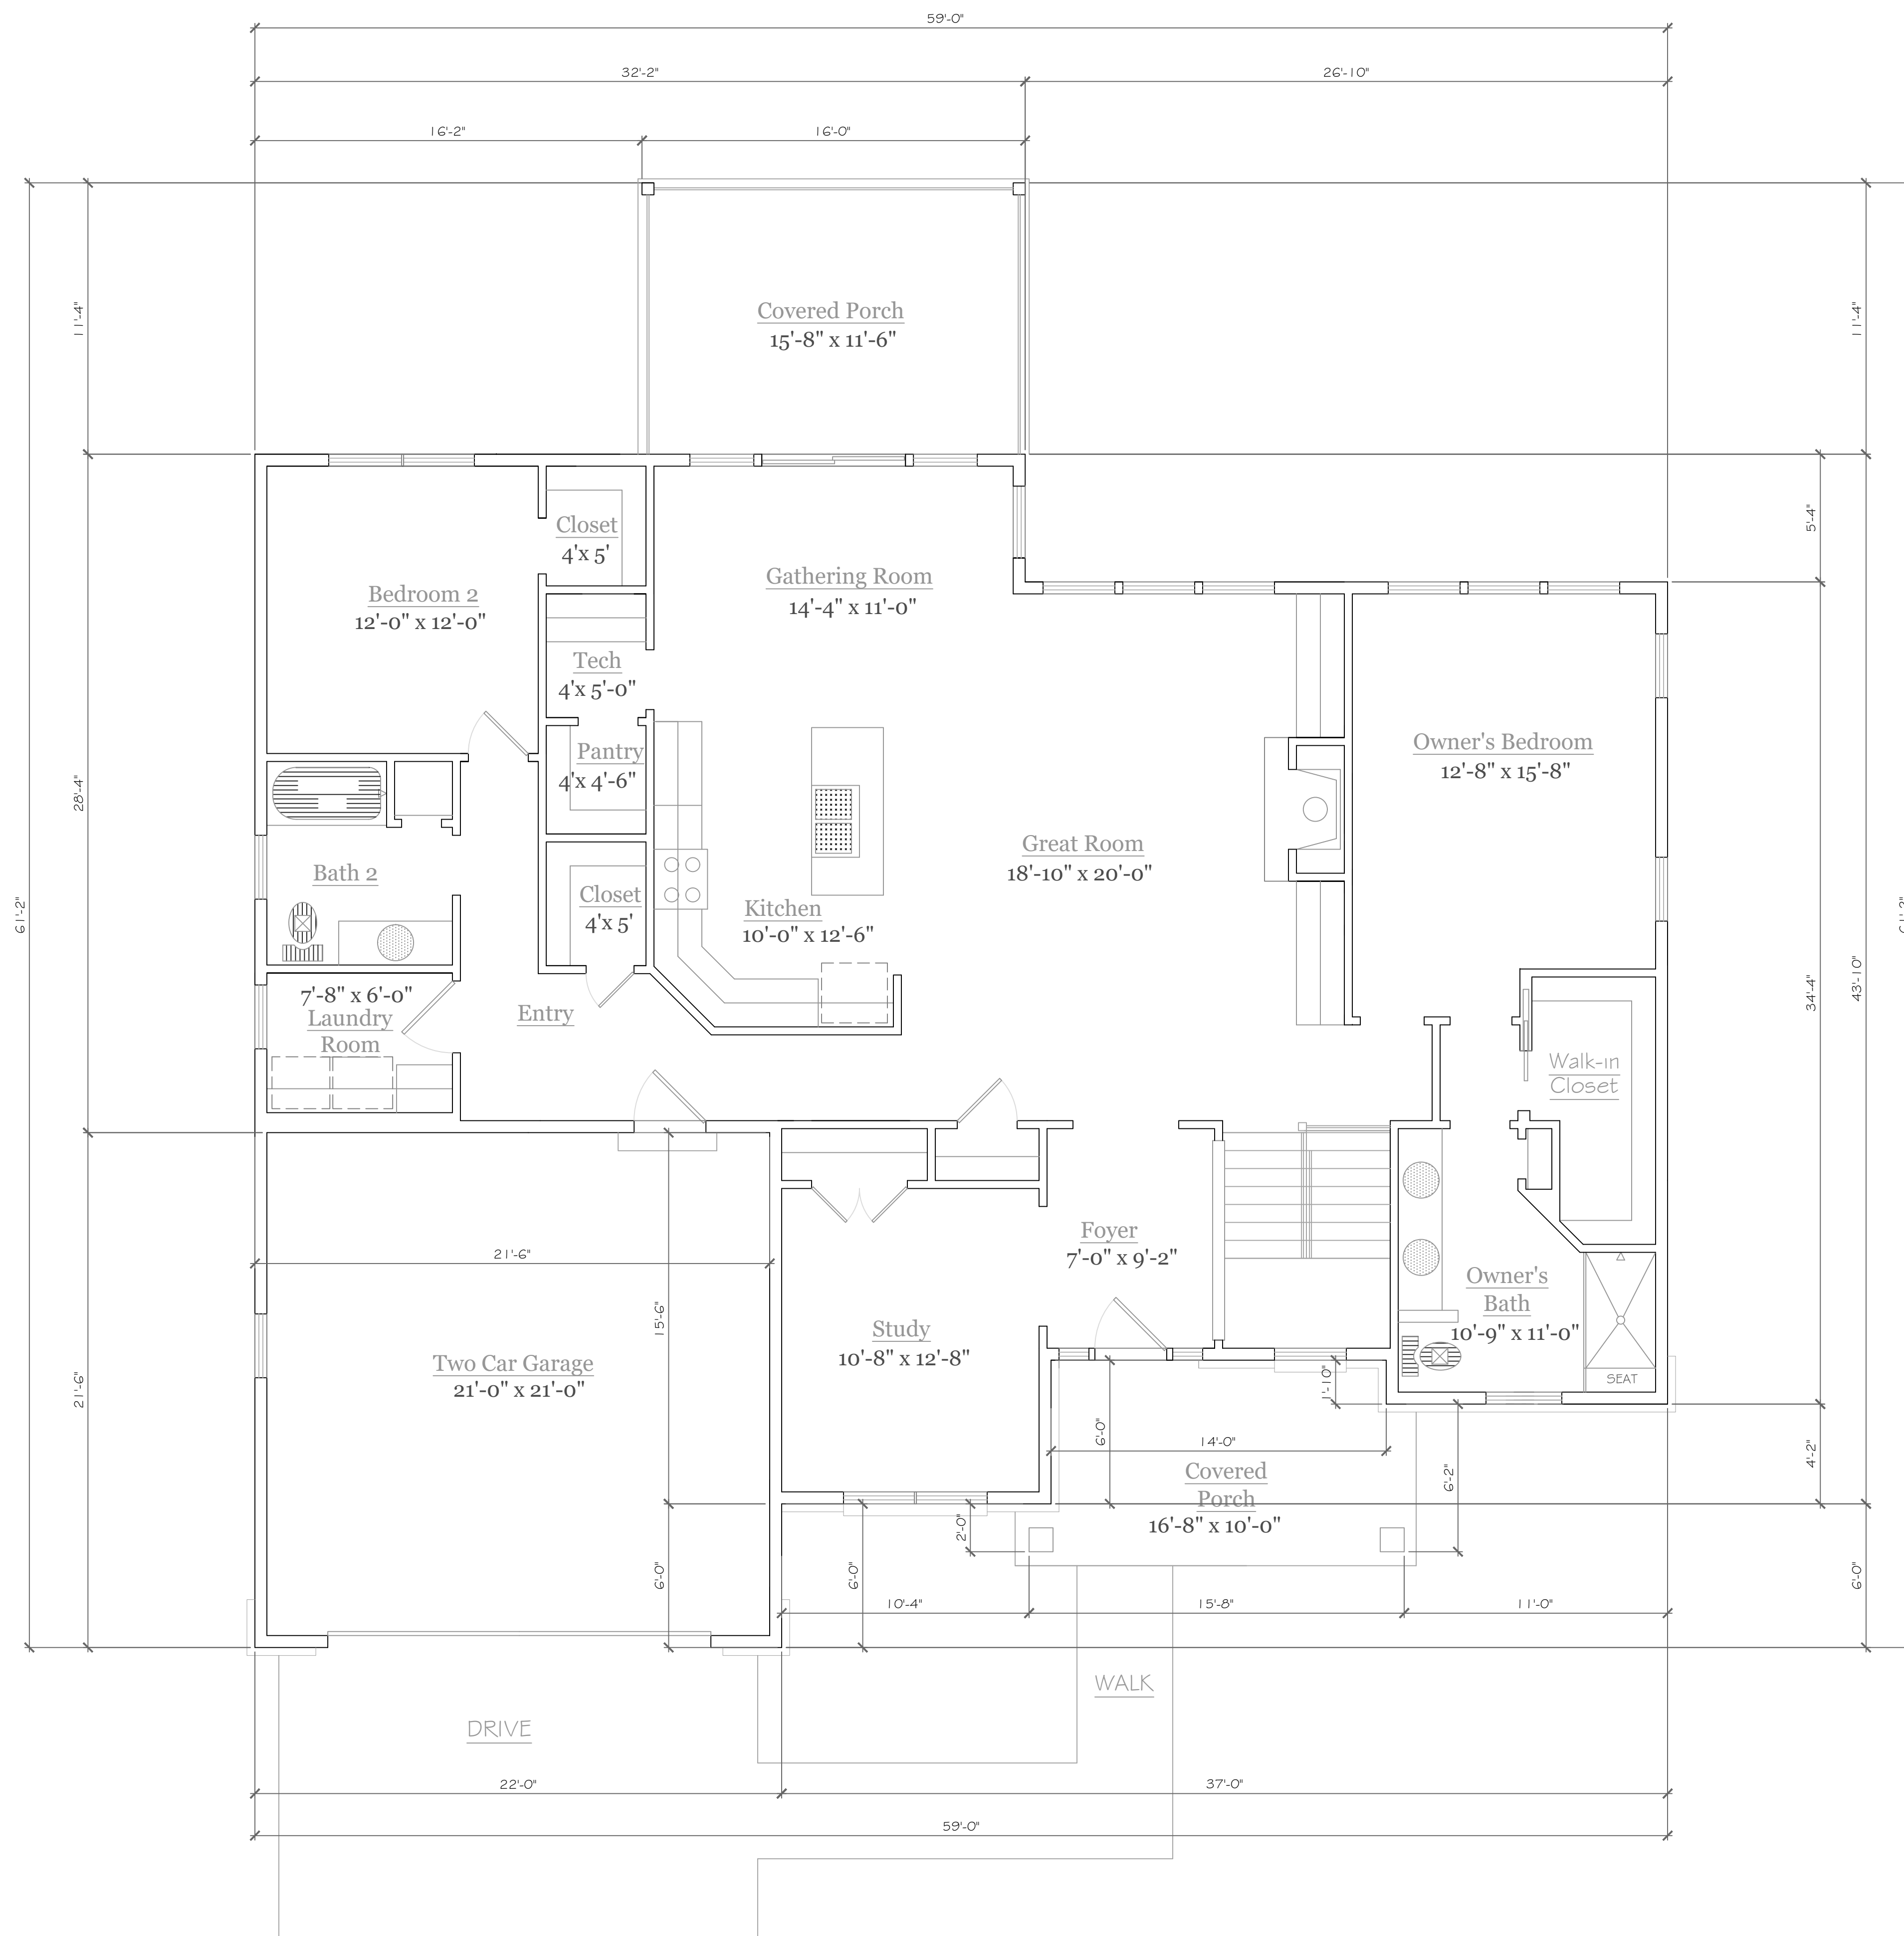 59'-0"
32'-2"
26'-10"
16'-2"
16'-0"
11'-4"
11'-4"
Covered Porch
15'-8" x 11'-6"
5'-4"
Closet
4'x 5'
Gathering Room
14'-4" x 11'-0"
Bedroom 2
12'-0" x 12'-0"
Tech
4'x 5'-0"
Pantry
4'x 4'-6"
Owner's Bedroom
12'-8" x 15'-8"
28'-4"
Great Room
18'-10" x 20'-0"
Bath 2
Closet
4'x 5'
Kitchen
10'-0" x 12'-6"
61'-2"
43'-10"
34'-4"
7'-8" x 6'-0"
Laundry
Room
Entry
Walk-in
Closet
Foyer
7'-0" x 9'-2"
21'-6"
Owner's
Bath
10'-9" x 11'-0"
15'-6"
Study
10'-8" x 12'-8"
Two Car Garage
21'-0" x 21'-0"
SEAT
1'-10"
21'-6"
6'-0"
14'-0"
4'-2"
6'-2"
Covered
Porch
16'-8" x 10'-0"
2'-0"
6'-0"
6'-0"
6'-0"
10'-4"
15'-8"
11'-0"
WALK
DRIVE
22'-0"
37'-0"
59'-0"